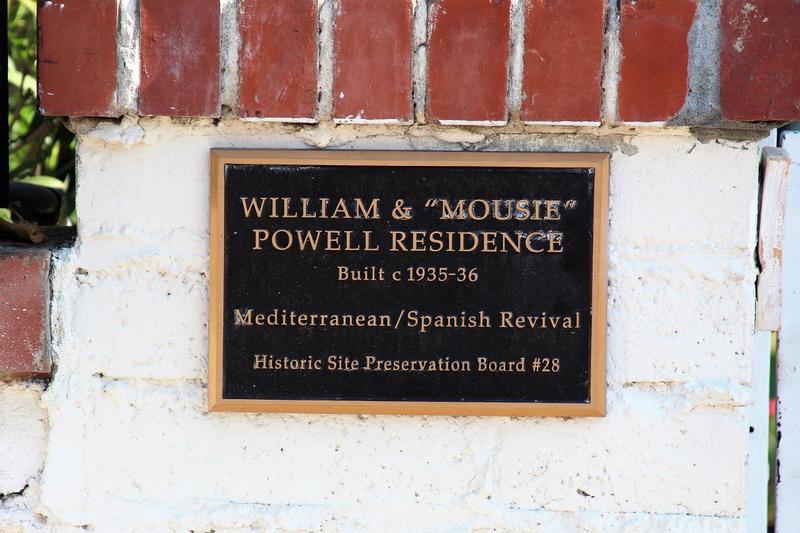 WILLIAM & “MOUSIE”
POWELL RESIDENCE
Built c 1935-36
Mediterranean/Spanish Revival
Historic Site Preservation Board #28